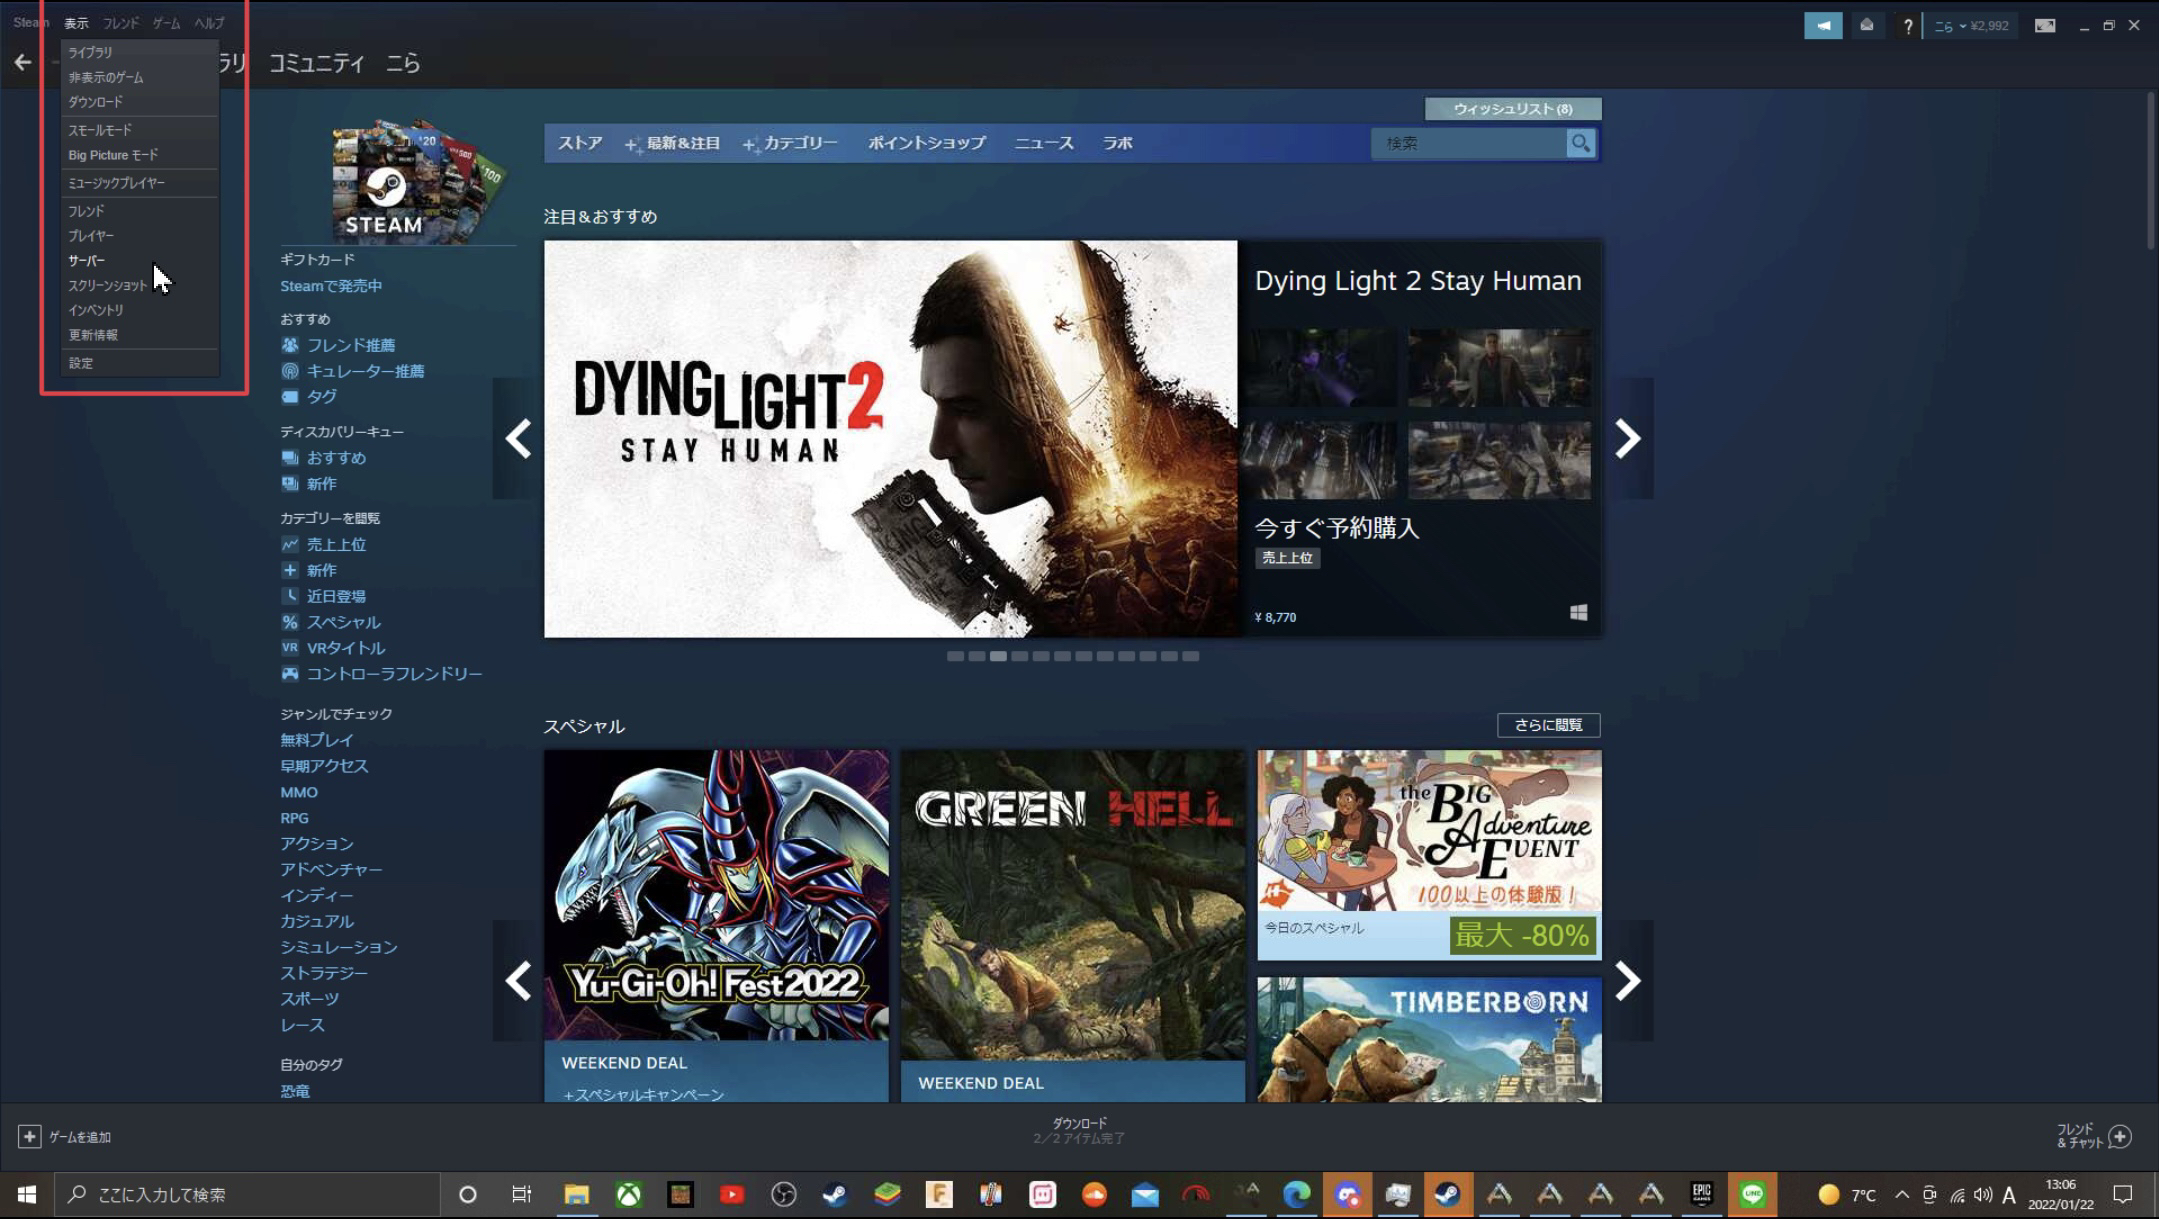 Steam 表示 フレンド ゲーム ヘルプ
こら ¥2,992
ラリ コミュニティ こら
ライブラリ
非表示のゲーム
ダウンロード
スモールモード
Big Picture モード
ミュージックプレイヤー
フレンド
プレイヤー
サーバー
スクリーンショット
インベントリ
更新情報
設定
ウィッシュリスト (8)
ストア 最新&注目 カテゴリー ポイントショップ ニュース ラボ
検索
STEAM
ギフトカード
Steamで発売中
おすすめ
フレンド推薦
キュレーター推薦
タグ
ディスカバリーキュー
おすすめ
新作
カテゴリーを閲覧
売上上位
新作
近日登場
スペシャル
VR VRタイトル
コントローラフレンドリー
ジャンルでチェック
無料プレイ
早期アクセス
MMO
RPG
アクション
アドベンチャー
インディー
カジュアル
シミュレーション
ストラテジー
スポーツ
レース
自分のタグ
恐竜
注目&おすすめ
DYING LIGHT 2
STAY HUMAN
Dying Light 2 Stay Human
今すぐ予約購入
売上上位
¥ 8,770
スペシャル
さらに閲覧
Yu-Gi-Oh! Fest 2022
WEEKEND DEAL
+スペシャルキャンペーン
GREEN HELL
WEEKEND DEAL
the BIG
Adventure
EVENT
100以上の体験版!
今日のスペシャル
最大 -80%
TIMBERBORN
ゲームを追加
ダウンロード
2/2 アイテム完了
フレンド
& チャット
ここに入力して検索
EPIC
GAMES
LINE
7°C
A
13:06
2022/01/22